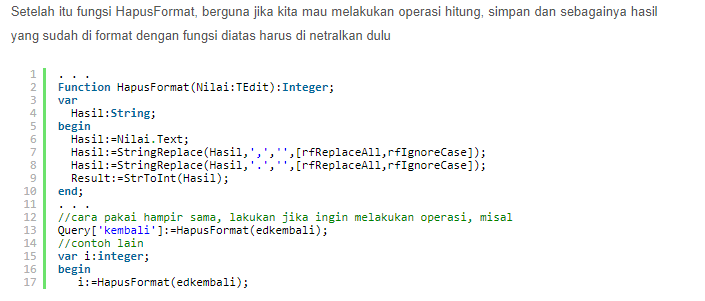 Setelah itu fungsi HapusFormat, berguna jika kita mau melakukan operasi hitung, simpan dan sebagainya hasil
yang sudah di format dengan fungsi diatas harus di netralkan dulu
1 . . .
2 Function HapusFormat(Nilai:TEdit):Integer;
3 var
4   Hasil:String;
5 begin
6   Hasil:=Nilai.Text;
7   Hasil:=StringReplace(Hasil,',','',[rfReplaceAll,rfIgnoreCase]);
8   Hasil:=StringReplace(Hasil,'.','',[rfReplaceAll,rfIgnoreCase]);
9   Result:=StrToInt(Hasil);
10 end;
11 . . .
12 //cara pakai hampir sama, lakukan jika ingin melakukan operasi, misal
13 Query['kembali']:=HapusFormat(edkembali);
14 //contoh lain
15 var i:integer;
16 begin
17    i:=HapusFormat(edkembali);